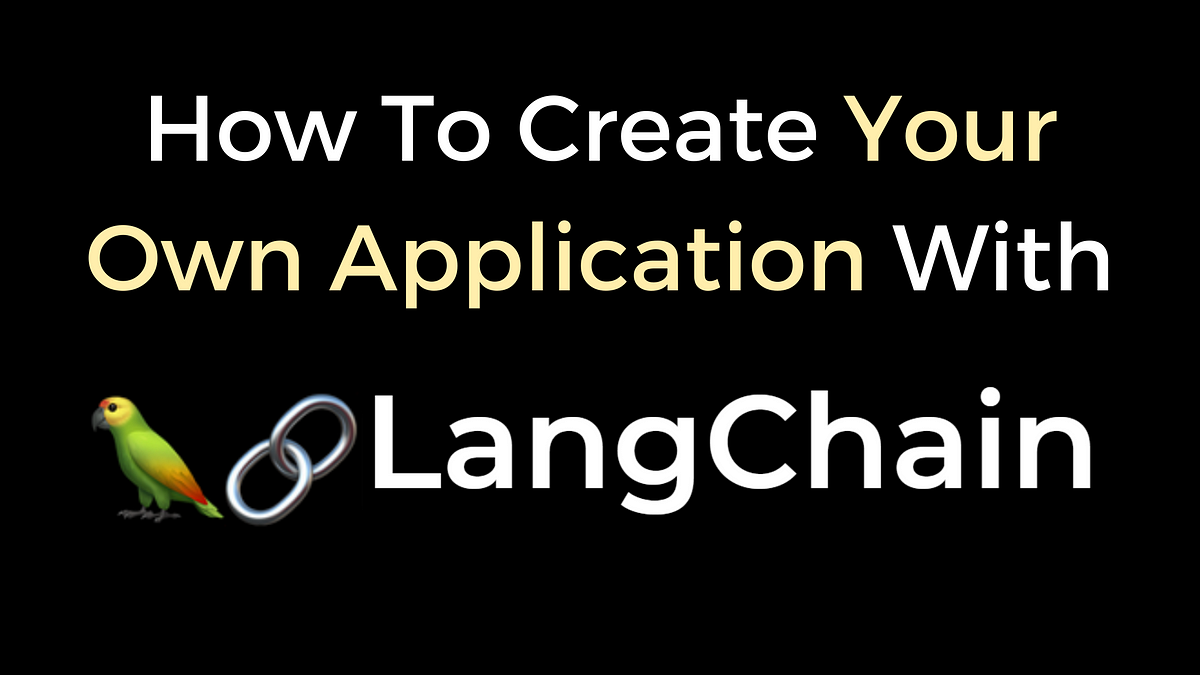 How To Create Your
Own Application With
🦜🔗LangChain